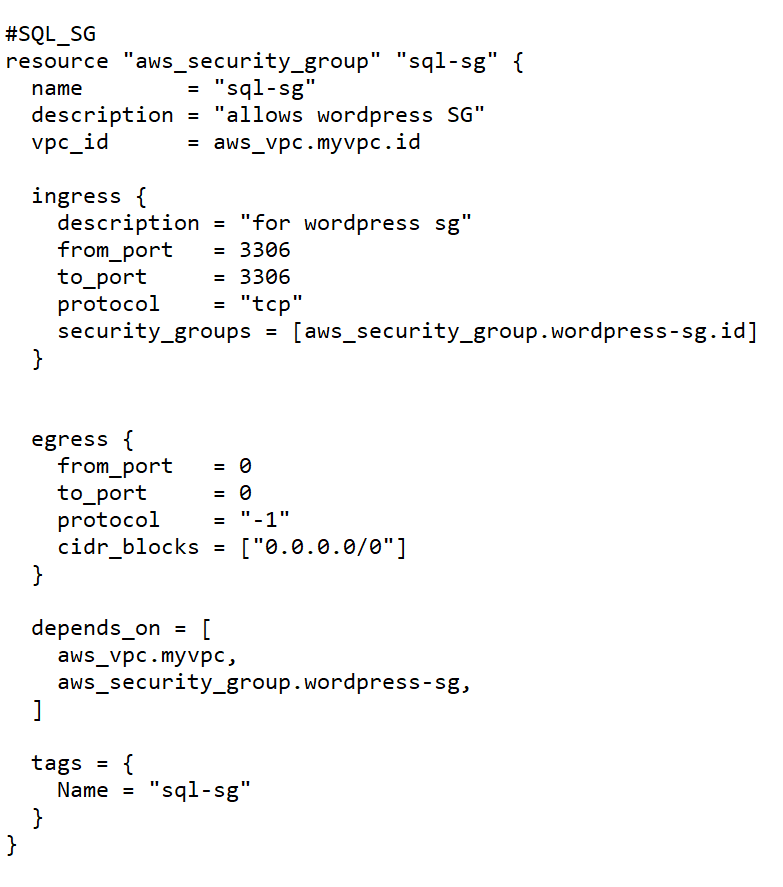 #SQL_SG
resource "aws_security_group" "sql-sg" {
  name        = "sql-sg"
  description = "allows wordpress SG"
  vpc_id      = aws_vpc.myvpc.id

  ingress {
    description = "for wordpress sg"
    from_port   = 3306
    to_port     = 3306
    protocol    = "tcp"
    security_groups = [aws_security_group.wordpress-sg.id]
  }


  egress {
    from_port   = 0
    to_port     = 0
    protocol    = "-1"
    cidr_blocks = ["0.0.0.0/0"]
  }

  depends_on = [
    aws_vpc.myvpc,
    aws_security_group.wordpress-sg,
  ]

  tags = {
    Name = "sql-sg"
  }
}